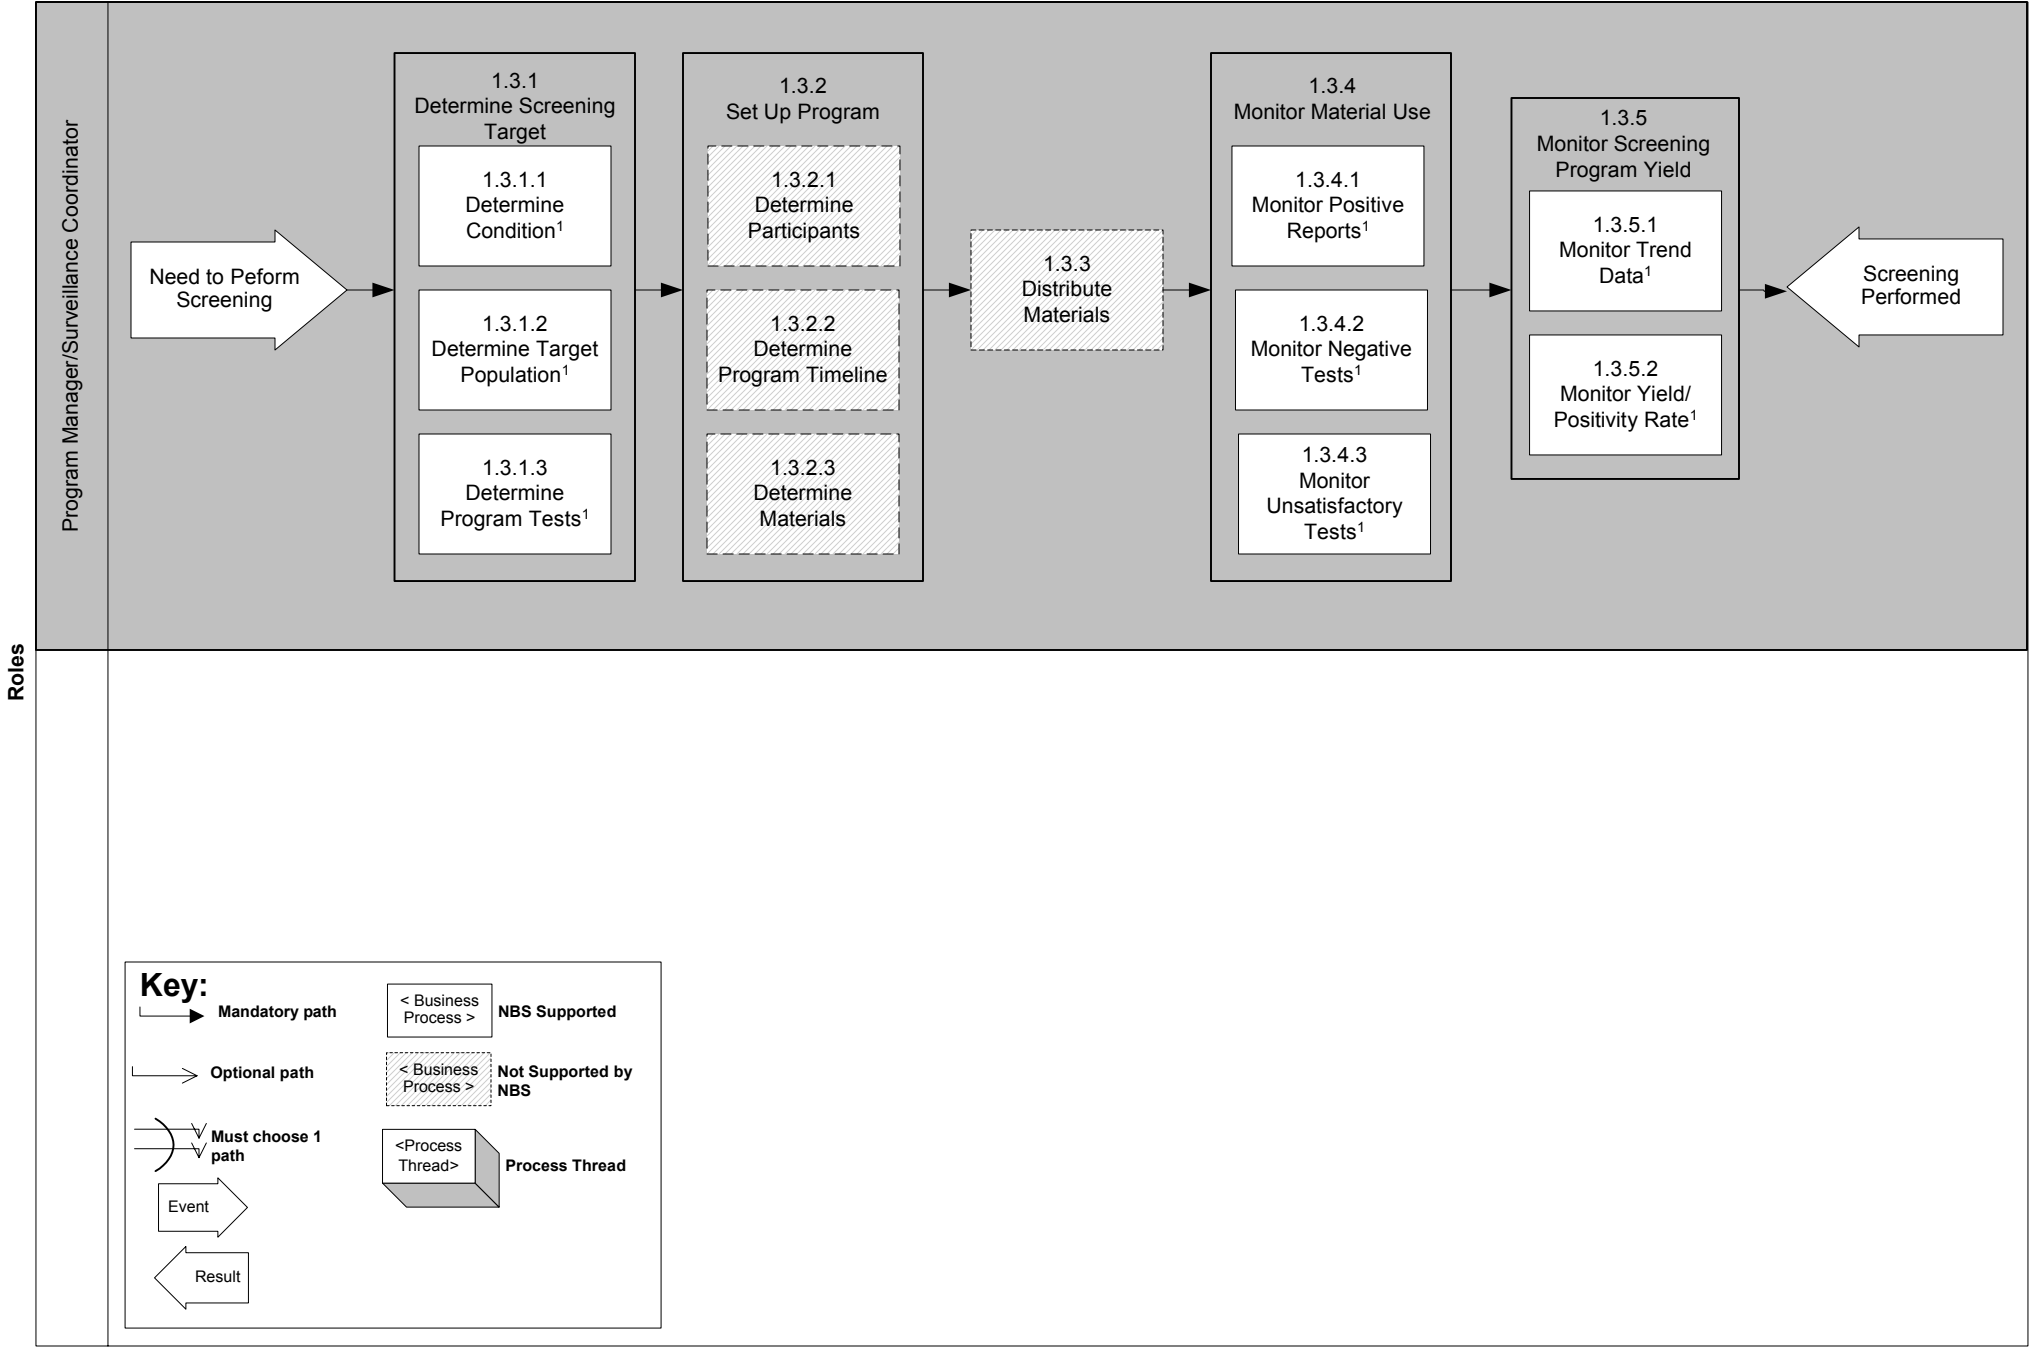 Roles
Program Manager/Surveillance Coordinator
Need to Peform
Screening
1.3.1
Determine Screening
Target
1.3.1.1
Determine
Condition¹
1.3.1.2
Determine Target
Population¹
1.3.1.3
Determine
Program Tests¹
1.3.2
Set Up Program
1.3.2.1
Determine
Participants
1.3.2.2
Determine
Program Timeline
1.3.2.3
Determine
Materials
1.3.3
Distribute
Materials
1.3.4
Monitor Material Use
1.3.4.1
Monitor Positive
Reports¹
1.3.4.2
Monitor Negative
Tests¹
1.3.4.3
Monitor
Unsatisfactory
Tests¹
1.3.5
Monitor Screening
Program Yield
1.3.5.1
Monitor Trend
Data¹
1.3.5.2
Monitor Yield/
Positivity Rate¹
Screening
Performed
Key:
Mandatory path
Optional path
Must choose 1
path
Event
Result
< Business
Process >
NBS Supported
< Business
Process >
Not Supported by
NBS
<Process
Thread>
Process Thread